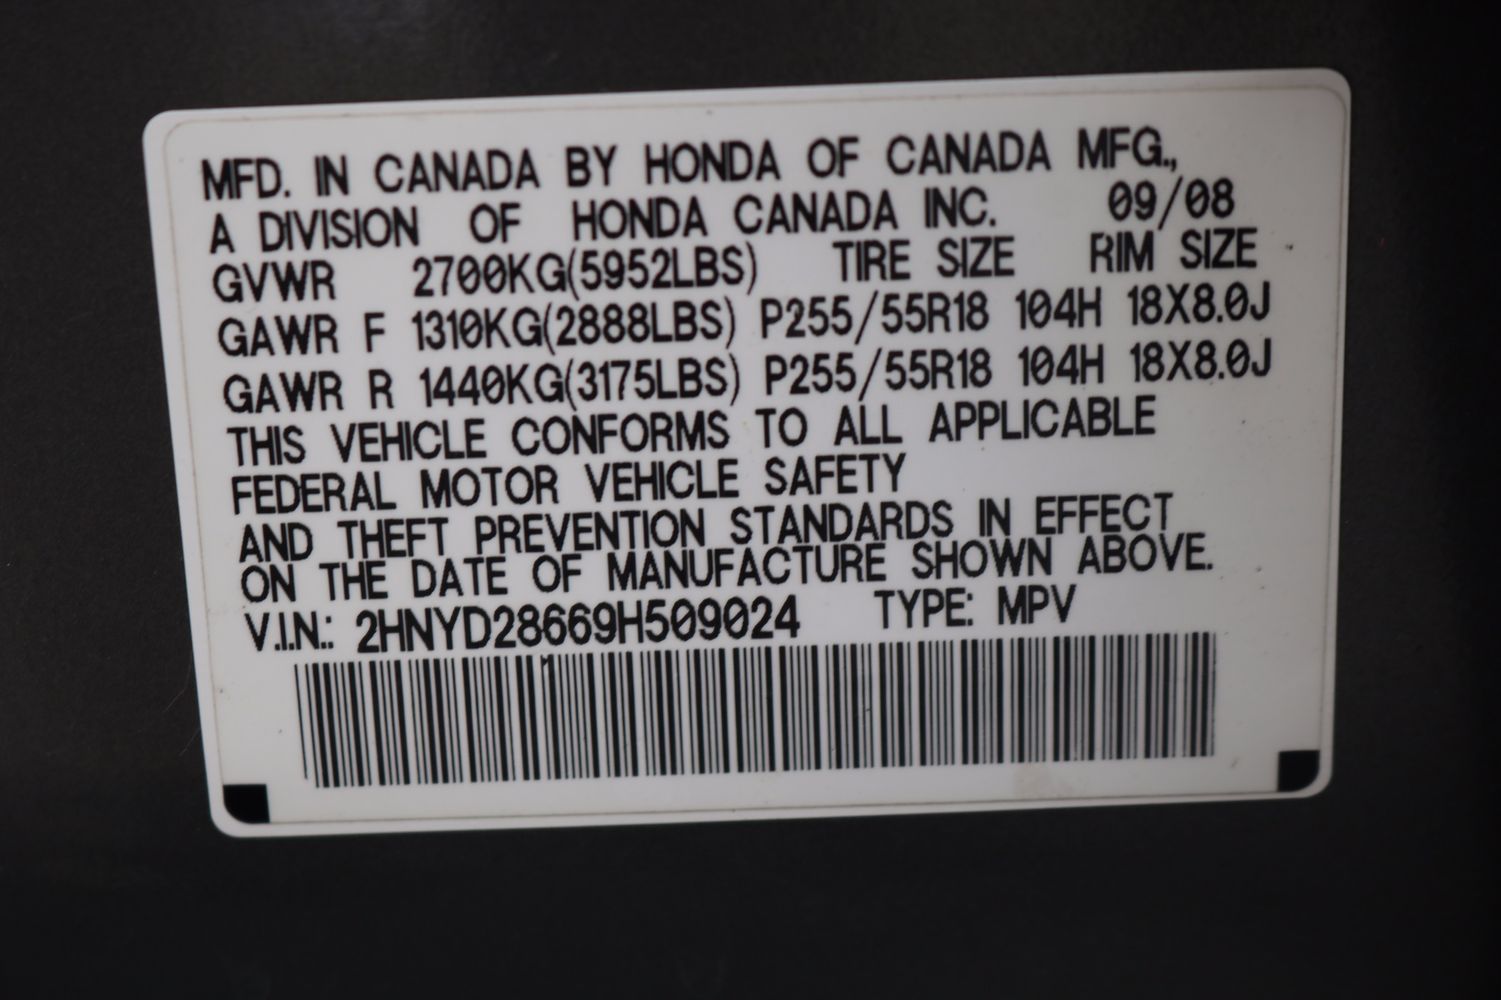 MFD. IN CANADA BY HONDA OF CANADA MFG.,
A DIVISION OF HONDA CANADA INC. 09/08
GVWR 2700KG(5952LBS) TIRE SIZE RIM SIZE
GAWR F 1310KG(2888LBS) P255/55R18 104H 18X8.0J
GAWR R 1440KG(3175LBS) P255/55R18 104H 18X8.0J
THIS VEHICLE CONFORMS TO ALL APPLICABLE
FEDERAL MOTOR VEHICLE SAFETY
AND THEFT PREVENTION STANDARDS IN EFFECT
ON THE DATE OF MANUFACTURE SHOWN ABOVE.
V.I.N.: 2HNYD28669H509024 TYPE: MPV